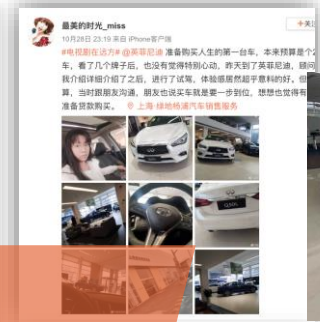 最美的时光_miss
+关
10月28日 23:19 来自 iPhone客户端
#电视剧在远方# @英菲尼迪 准备购买人生的第一台车，本来预算是个2
车，看了几个牌子后，也没有觉得特别心动，昨天到了英菲尼迪，顾问
我介绍详细介绍了之后，进行了试驾，体验感居然超乎意料的好。但
算，当时跟朋友沟通，朋友也说买车就是要一步到位，想想也觉得有
准备贷款购买。 上海·绿地杨浦汽车销售服务